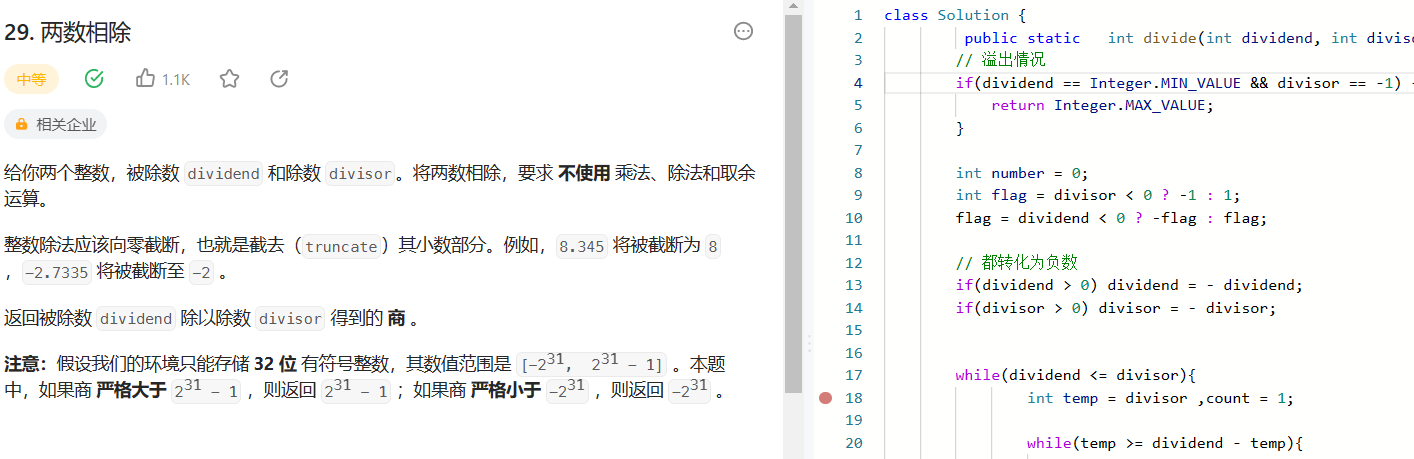 29. 两数相除
中等
1.1K
相关企业
给你两个整数，被除数 dividend 和除数 divisor。将两数相除，要求 不使用 乘法、除法和取余
运算。
整数除法应该向零截断，也就是截去（truncate）其小数部分。例如，8.345 将被截断为 8
，-2.7335 将被截断至 -2 。
返回被除数 dividend 除以除数 divisor 得到的 商 。
注意：假设我们的环境只能存储 32 位 有符号整数，其数值范围是 [−2^31, 2^31 − 1] 。本题
中，如果商 严格大于 2^31 − 1 ，则返回 2^31 − 1 ；如果商 严格小于 -2^31 ，则返回 -2^31 。
1 class Solution {
2 public static int divide(int dividend, int
3 // 溢出情况
4 if(dividend == Integer.MIN_VALUE && divisor == -1)
5 return Integer.MAX_VALUE;
6 }
7
8 int number = 0;
9 int flag = divisor < 0 ? -1 : 1;
10 flag = dividend < 0 ? -flag : flag;
11
12 // 都转化为负数
13 if(dividend > 0) dividend = - dividend;
14 if(divisor > 0) divisor = - divisor;
15
16
17 while(dividend <= divisor){
18 int temp = divisor ,count = 1;
19
20 while(temp >= dividend - temp){